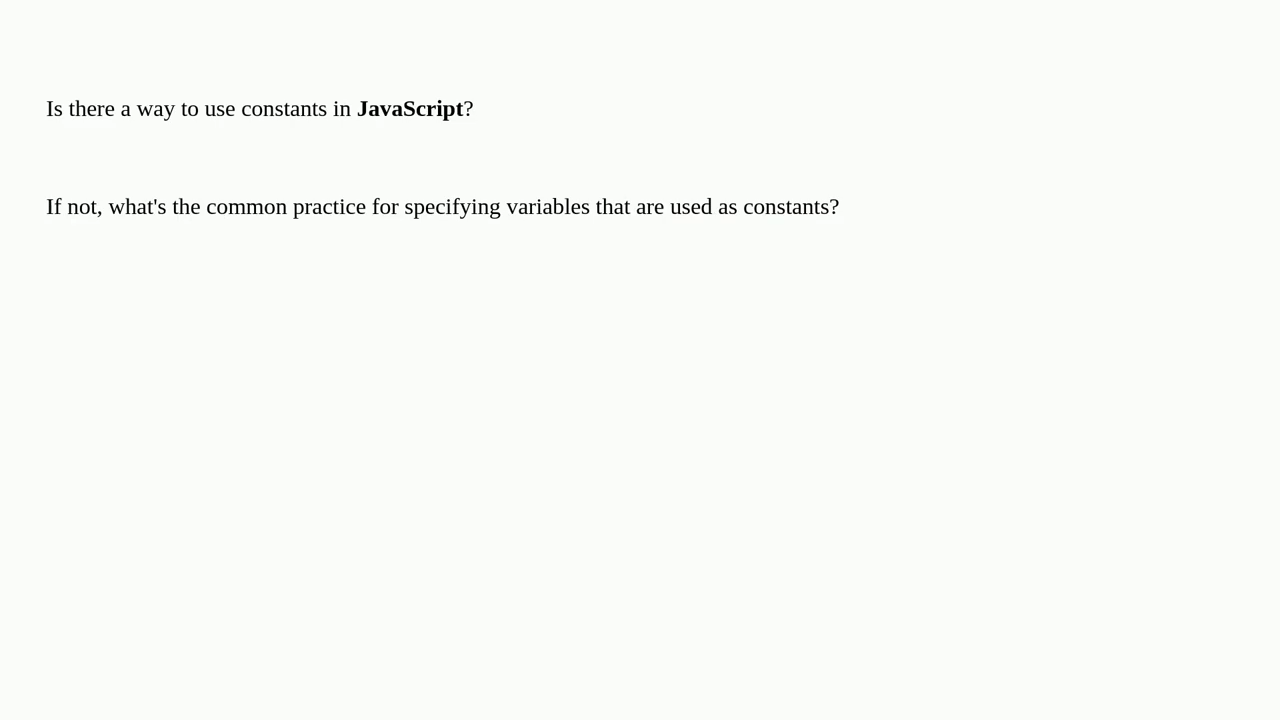 Is there a way to use constants in JavaScript?
If not, what's the common practice for specifying variables that are used as constants?